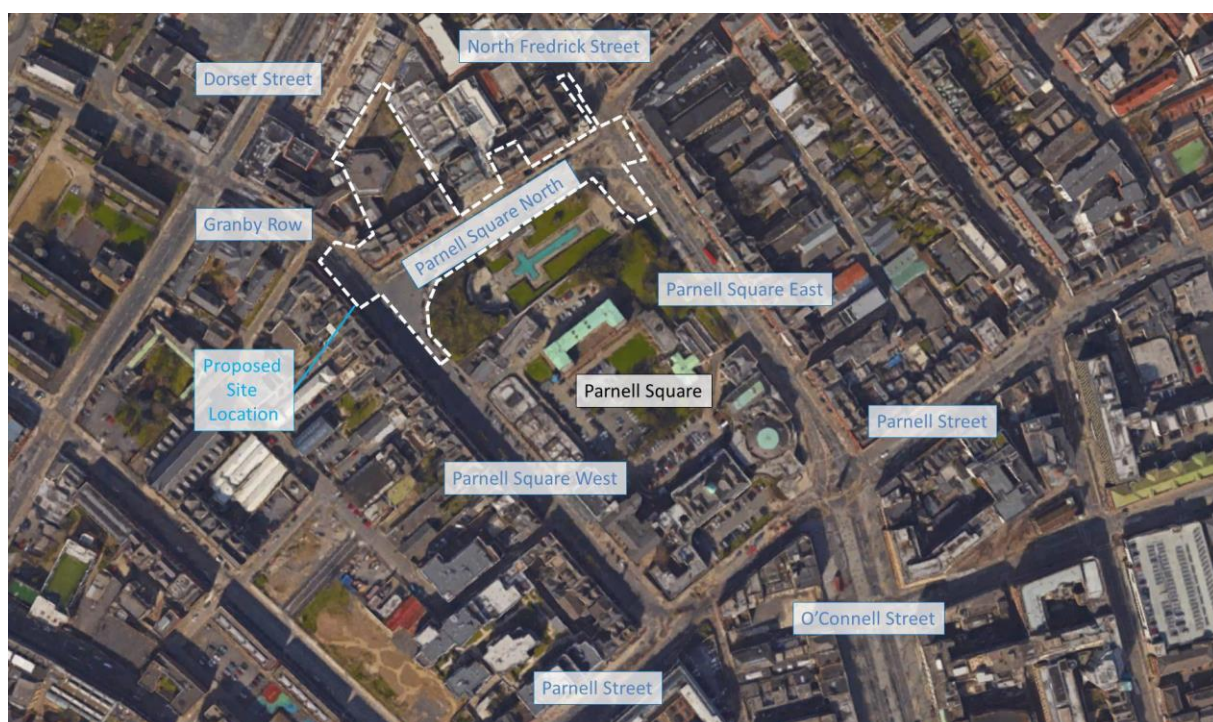 North Fredrick Street
Dorset Street
Granby Row
Parnell Square North
Parnell Square East
Proposed
Site
Location
Parnell Square
Parnell Street
Parnell Square West
O'Connell Street
Parnell Street